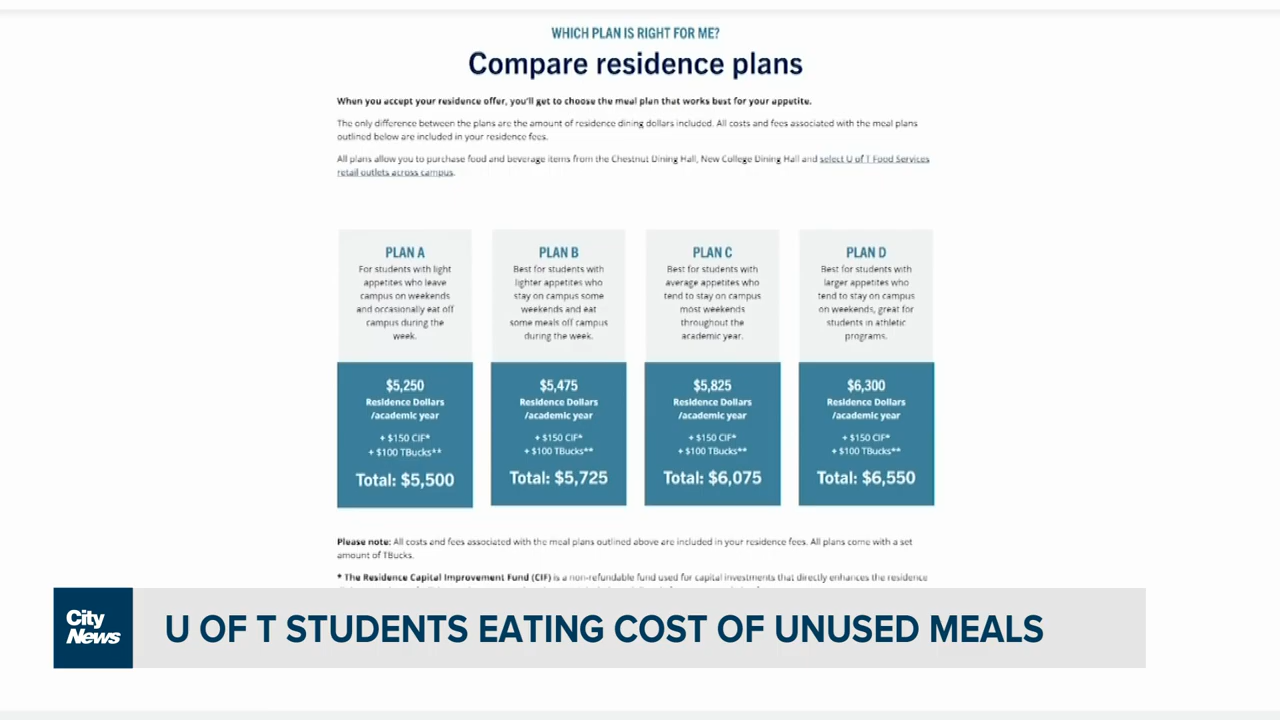 WHICH PLAN IS RIGHT FOR ME?
Compare residence plans
When you accept your residence offer, you'll get to choose the meal plan that works best for your appetite.
The only difference between the plans are the amount of residence dining dollars included. All costs and fees associated with the meal plans
outlined below are included in your residence fees.
All plans allow you to purchase food and beverage items from the Chestnut Dining Hall, New College Dining Hall and select U of T Food Services
retail outlets across campus.
PLAN A
For students with light
appetites who leave
campus on weekends
and occasionally eat off
campus during the
week.
$5,250
Residence Dollars
/academic year
+ $150 CIF*
+ $100 TBucks**
Total: $5,500
PLAN B
Best for students with
lighter appetites who
stay on campus some
weekends and eat
some meals off campus
during the week.
$5,475
Residence Dollars
/academic year
+ $150 CIF*
+ $100 TBucks**
Total: $5,725
PLAN C
Best for students with
average appetites who
tend to stay on campus
most weekends
throughout the
academic year.
$5,825
Residence Dollars
/academic year
+ $150 CIF*
+ $100 TBucks**
Total: $6,075
PLAN D
Best for students with
larger appetites who
tend to stay on campus
on weekends, great for
students in athletic
programs.
$6,300
Residence Dollars
/academic year
+ $150 CIF*
+ $100 TBucks**
Total: $6,550
Please note: All costs and fees associated with the meal plans outlined above are included in your residence fees. All plans come with a set
amount of TBucks.
* The Residence Capital Improvement Fund (CIF) is a non-refundable fund used for capital investments that directly enhances the residence
City
News
U OF T STUDENTS EATING COST OF UNUSED MEALS